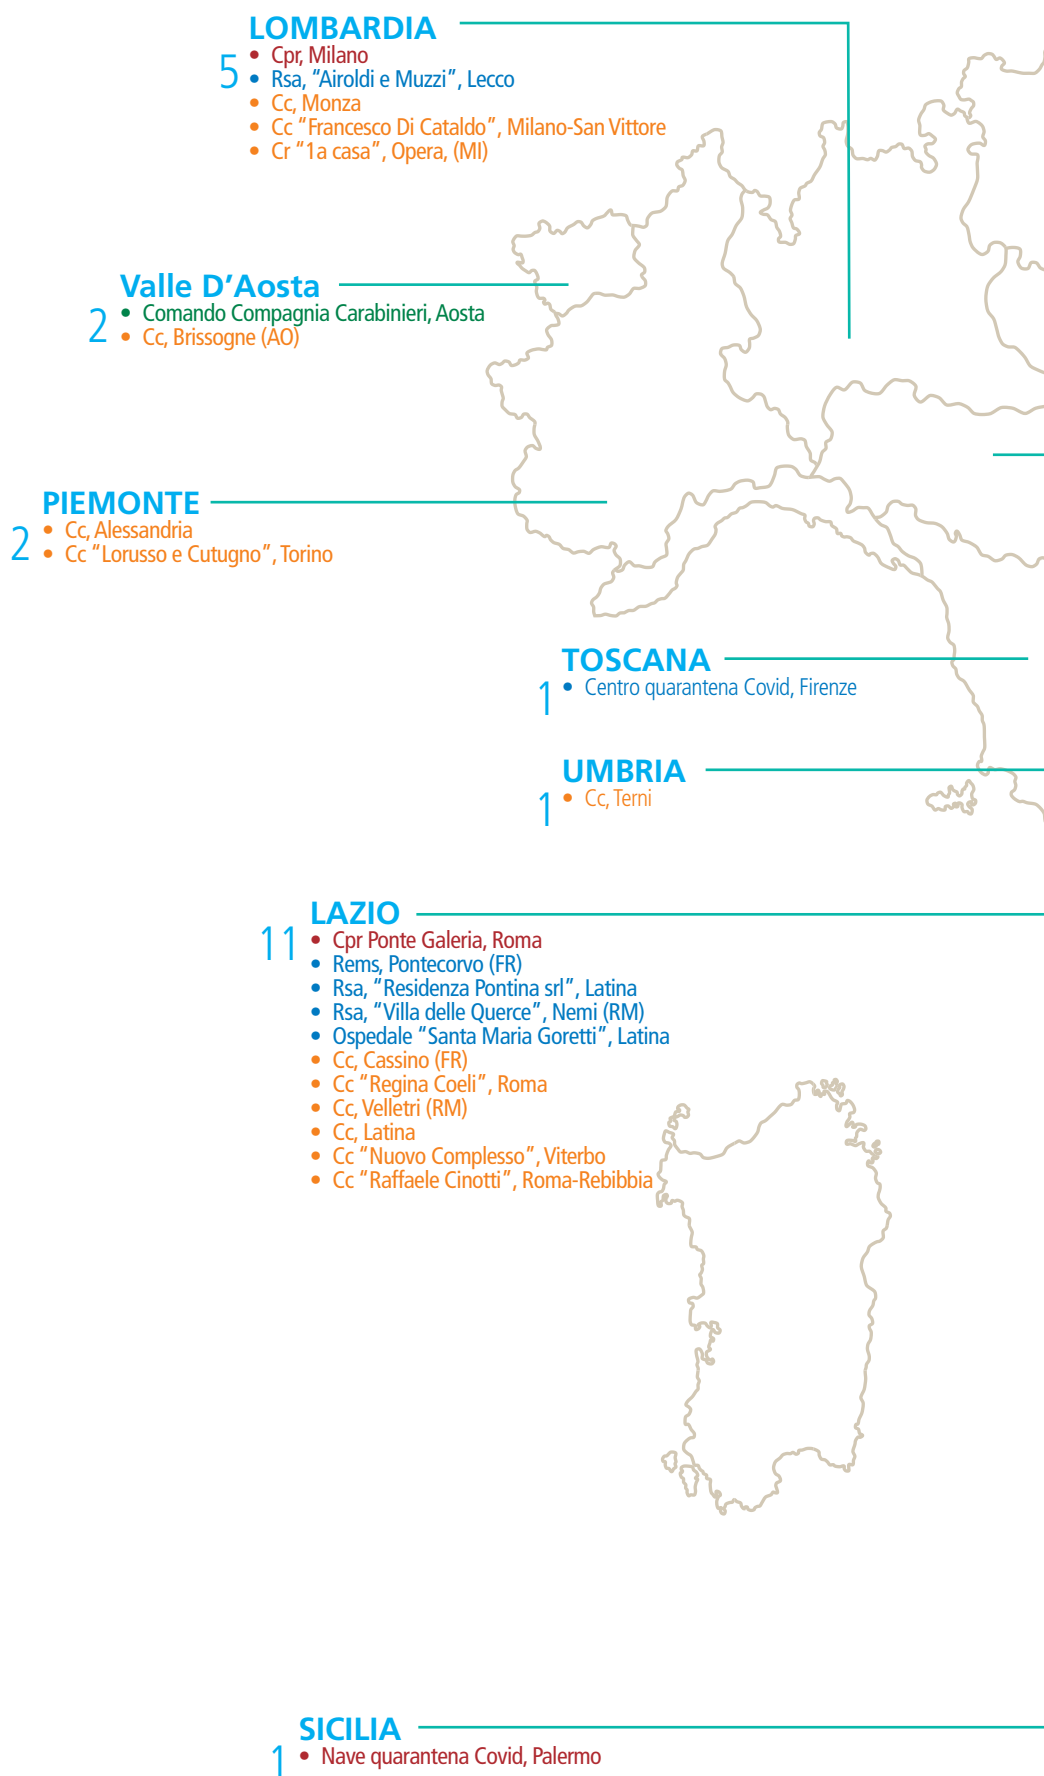 LOMBARDIA
5
• Cpr, Milano
• Rsa, "Airoldi e Muzzi", Lecco
• Cc, Monza
• Cc "Francesco Di Cataldo", Milano-San Vittore
• Cr "1a casa", Opera, (MI)
Valle D'Aosta
2
• Comando Compagnia Carabinieri, Aosta
• Cc, Brissogne (AO)
PIEMONTE
2
• Cc, Alessandria
• Cc "Lorusso e Cutugno", Torino
TOSCANA
1
• Centro quarantena Covid, Firenze
UMBRIA
1
• Cc, Terni
LAZIO
11
• Cpr Ponte Galeria, Roma
• Rems, Pontecorvo (FR)
• Rsa, "Residenza Pontina srl", Latina
• Rsa, "Villa delle Querce", Nemi (RM)
• Ospedale "Santa Maria Goretti", Latina
• Cc, Cassino (FR)
• Cc "Regina Coeli", Roma
• Cc, Velletri (RM)
• Cc, Latina
• Cc "Nuovo Complesso", Viterbo
• Cc "Raffaele Cinotti", Roma-Rebibbia
SICILIA
1
• Nave quarantena Covid, Palermo